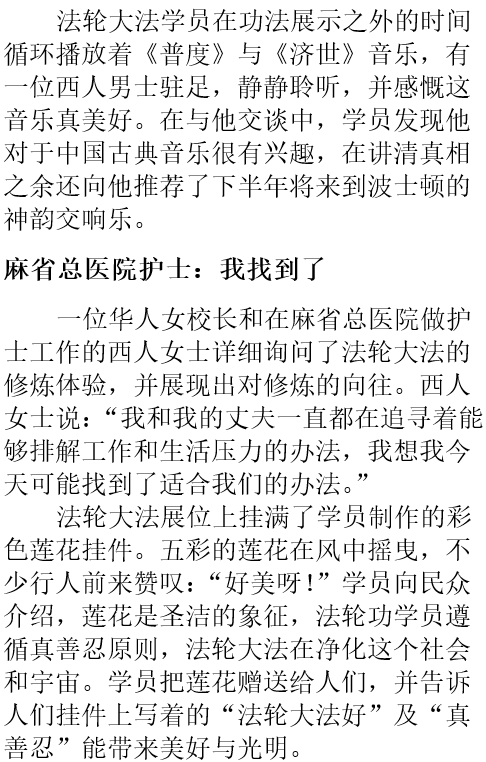 法轮大法学员在功法展示之外的时间
循环播放着《普度》与《济世》音乐，有
一位西人男士驻足，静静聆听，并感慨这
音乐真美好。在与他交谈中，学员发现他
对于中国古典音乐很有兴趣，在讲清真相
之余还向他推荐了下半年将来到波士顿的
神韵交响乐。
麻省总医院护士：我找到了
一位华人女校长和在麻省总医院做护
士工作的西人女士详细询问了法轮大法的
修炼体验，并展现出对修炼的向往。西人
女士说：“我和我的丈夫一直都在追寻着能
够排解工作和生活压力的办法，我想我今
天可能找到了适合我们的办法。”
法轮大法展位上挂满了学员制作的彩
色莲花挂件。五彩的莲花在风中摇曳，不
少行人前来赞叹：“好美呀！”学员向民众
介绍，莲花是圣洁的象征，法轮功学员遵
循真善忍原则，法轮大法在净化这个社会
和宇宙。学员把莲花赠送给人们，并告诉
人们挂件上写着的“法轮大法好”及“真
善忍”能带来美好与光明。